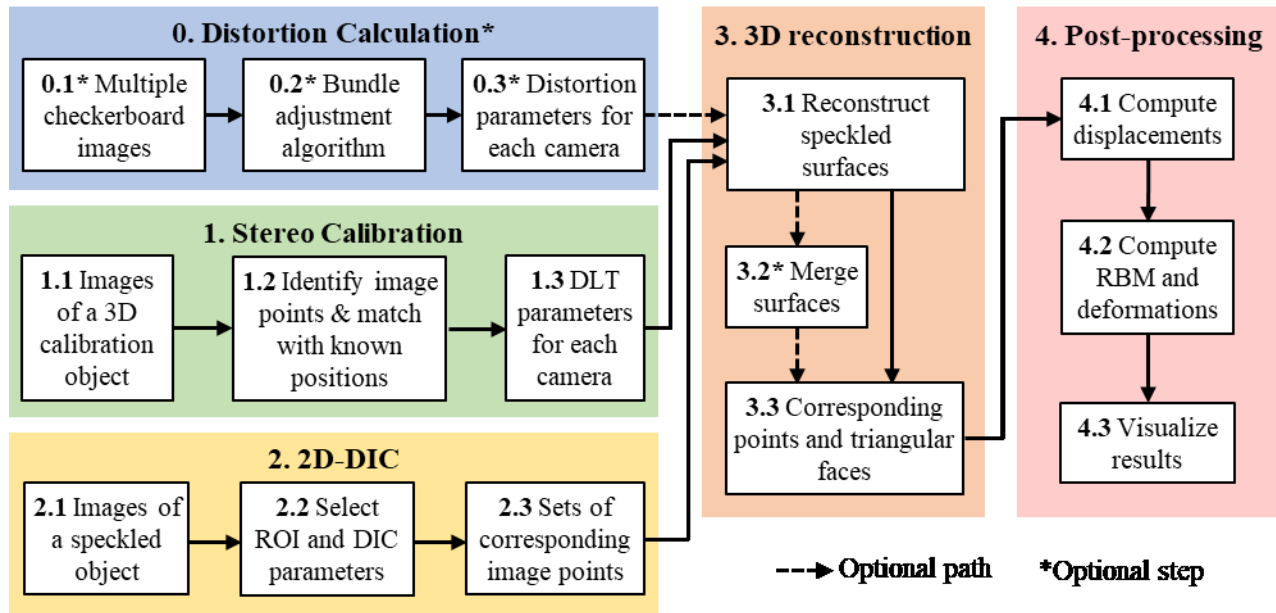 0. Distortion Calculation*
0.1* Multiple
checkerboard
images
0.2* Bundle
adjustment
algorithm
0.3* Distortion
parameters for
each camera
1. Stereo Calibration
1.1 Images
of a 3D
calibration
object
1.2 Identify image
points & match
with known
positions
1.3 DLT
parameters
for each
camera
2. 2D-DIC
2.1 Images of
a speckled
object
2.2 Select
ROI and DIC
parameters
2.3 Sets of
corresponding
image points
3. 3D reconstruction
3.1 Reconstruct
speckled
surfaces
3.2* Merge
surfaces
3.3 Corresponding
points and triangular
faces
4. Post-processing
4.1 Compute
displacements
4.2 Compute
RBM and
deformations
4.3 Visualize
results
Optional path
*Optional step